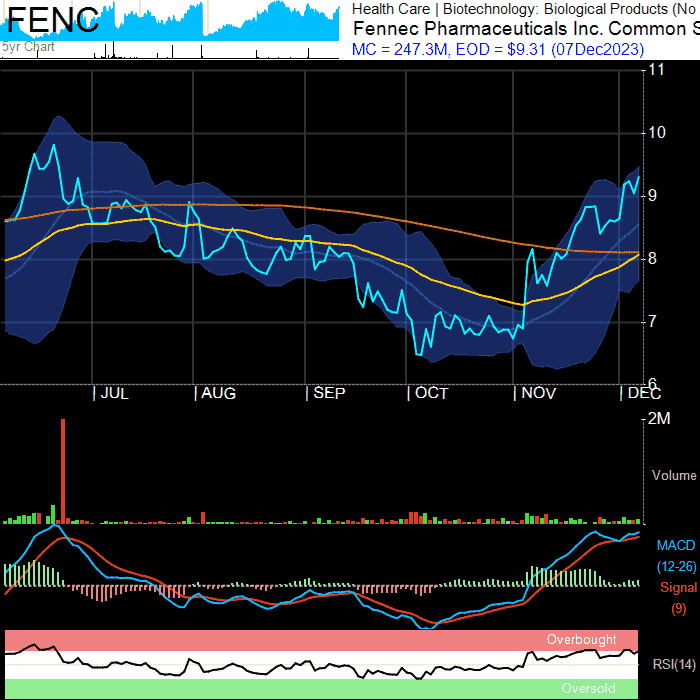 FENC
5yr Chart
Health Care | Biotechnology: Biological Products (No
Fennec Pharmaceuticals Inc. Common S
MC = 247.3M, EOD = $9.31 (07Dec2023)
11
10
9
8
7
6
| JUL | AUG | SEP | OCT | NOV | DEC
2M
Volume
MACD
(12-26)
Signal
(9)
Overbought
RSI(14)
Oversold